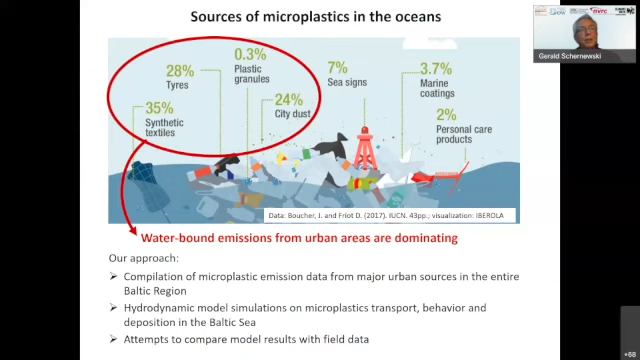 Sources of microplastics in the oceans
Gerald Schernewski
0.3%
Plastic
granules
28%
Tyres
7%
Sea signs
3.7%
Marine
coatings
35%
Synthetic
textiles
24%
City dust
2%
Personal care
products
Data: Boucher, J. and Friot D. (2017). IUCN. 43pp.; visualization: IBEROLA
Water-bound emissions from urban areas are dominating
Our approach:
➢ Compilation of microplastic emission data from major urban sources in the entire
Baltic Region
➢ Hydrodynamic model simulations on microplastics transport, behavior and
deposition in the Baltic Sea
➢ Attempts to compare model results with field data
+68